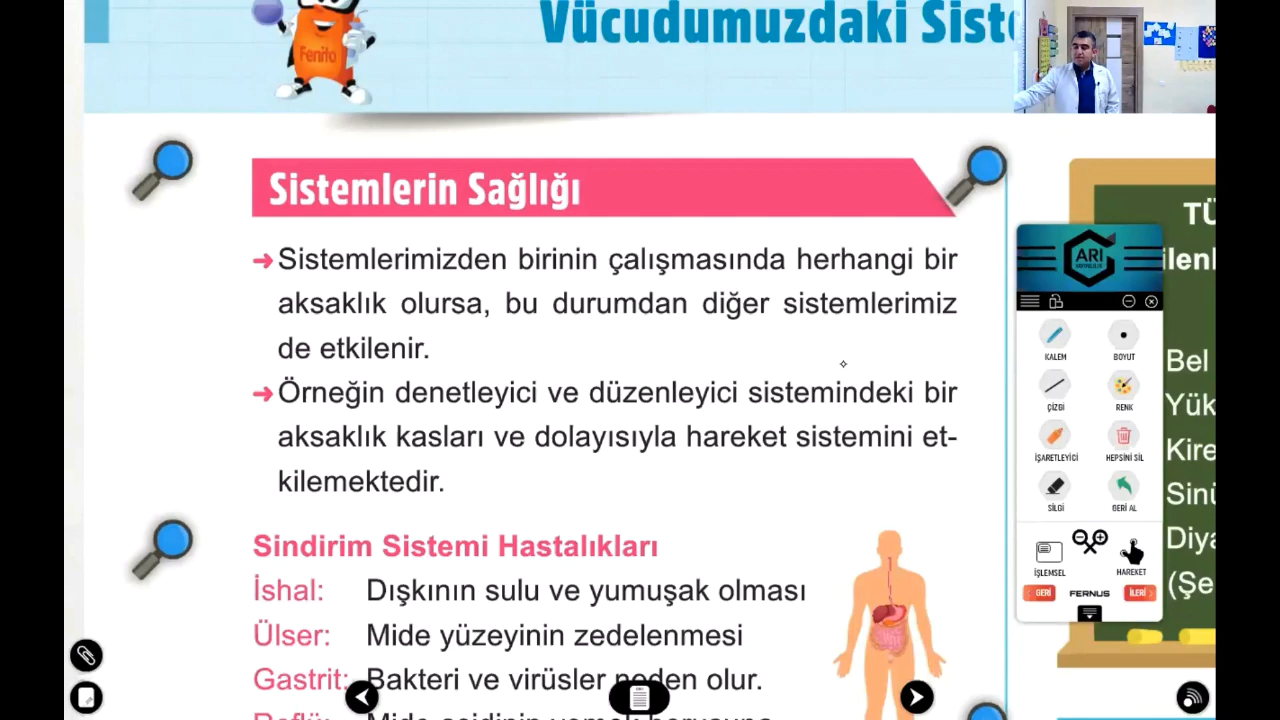 Fenito
Vücudumuzdaki Siste
Sistemlerin Sağlığı
Sistemlerimizden birinin çalışmasında herhangi bir
aksaklık olursa, bu durumdan diğer sistemlerimiz
de etkilenir.
Örneğin denetleyici ve düzenleyici sistemindeki bir
aksaklık kasları ve dolayısıyla hareket sistemini et-
kilemektedir.
Sindirim Sistemi Hastalıkları
İshal: Dışkının sulu ve yumuşak olması
Ülser: Mide yüzeyinin zedelenmesi
Gastrit: Bakteri ve virüsler neden olur.
TÜ
ilenl
Bel
Yük
Kire
Sinü
Diya
(Şe
ARI
KALEM
BOYUT
ÇİZGİ
RENK
İŞARETLEYİCİ
HEPSİNİ SİL
SİLGİ
GERİ AL
İŞLEMSEL
HAREKET
GERİ
FERNUS
İLERİ